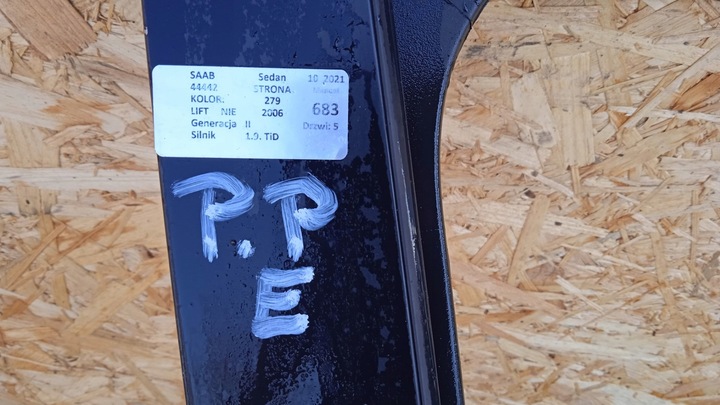 SAAB Sedan 10 2021
44442 STRONA
KOLOR. 279
683
LIFT NIE 2006
Generacja II Drzwi: 5
Silnik 1.9. TiD
P.P
E